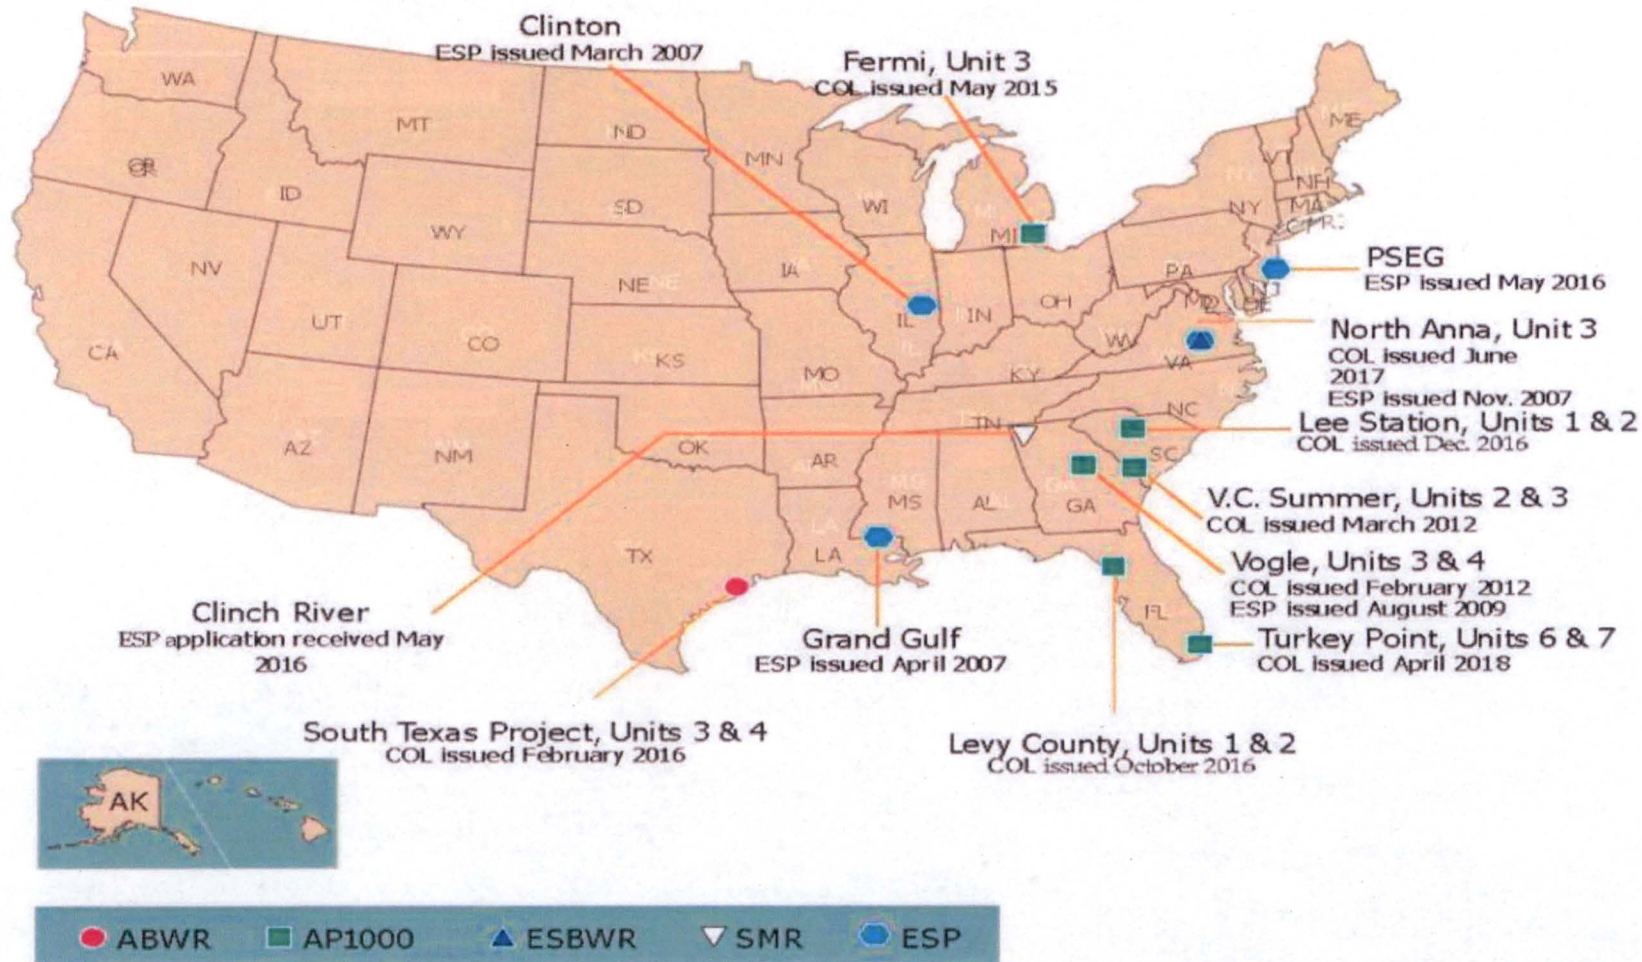 Clinton
ESP issued March 2007
Fermi, Unit 3
COL issued May 2015
WA
MT
ND
MN
ID
SD
WI
WY
MI
ME
NH
NY
MA
NV
NE
IA
PA
UT
CO
IL
IN
OH
WV
VA
CA
KS
MO
KY
PSEG
ESP issued May 2016
North Anna, Unit 3
COL issued June
2017
ESP issued Nov. 2007
AZ
NM
OK
AR
TN
NC
SC
Lee Station, Units 1 & 2
COL issued Dec. 2016
MS
AL
GA
V.C. Summer, Units 2 & 3
COL issued March 2012
TX
LA
Vogle, Units 3 & 4
COL issued February 2012
ESP issued August 2009
FL
Turkey Point, Units 6 & 7
COL issued April 2018
Clinch River
ESP application received May
2016
Grand Gulf
ESP issued April 2007
South Texas Project, Units 3 & 4
COL issued February 2016
Levy County, Units 1 & 2
COL issued October 2016
AK
ABWR
AP1000
ESBWR
SMR
ESP